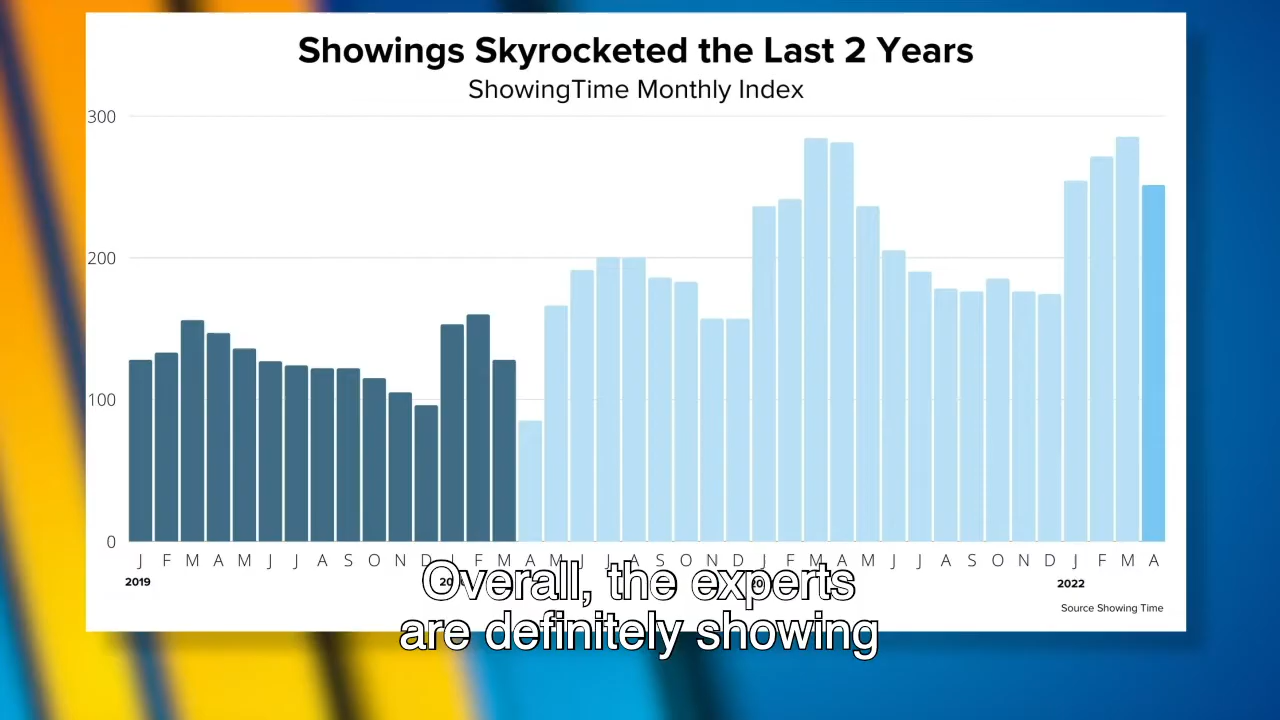 Showings Skyrocketed the Last 2 Years
ShowingTime Monthly Index
300
200
100
0
J F M A M J J A S O N D J F M A M J J A S O N D J F M A M J J A S O N D J F M A
2019 2022
Source Showing Time
Overall, the experts
are definitely showing